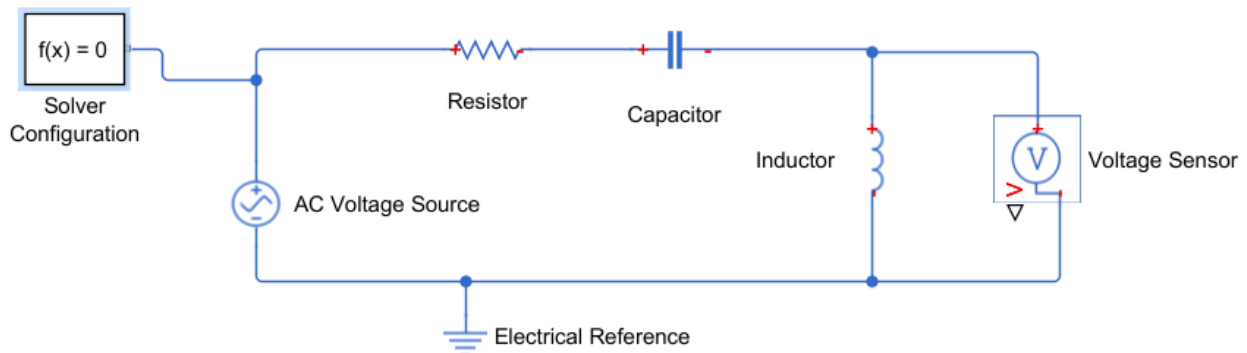 f(x) = 0
Solver
Configuration
Resistor
Capacitor
Inductor
V
Voltage Sensor
AC Voltage Source
Electrical Reference